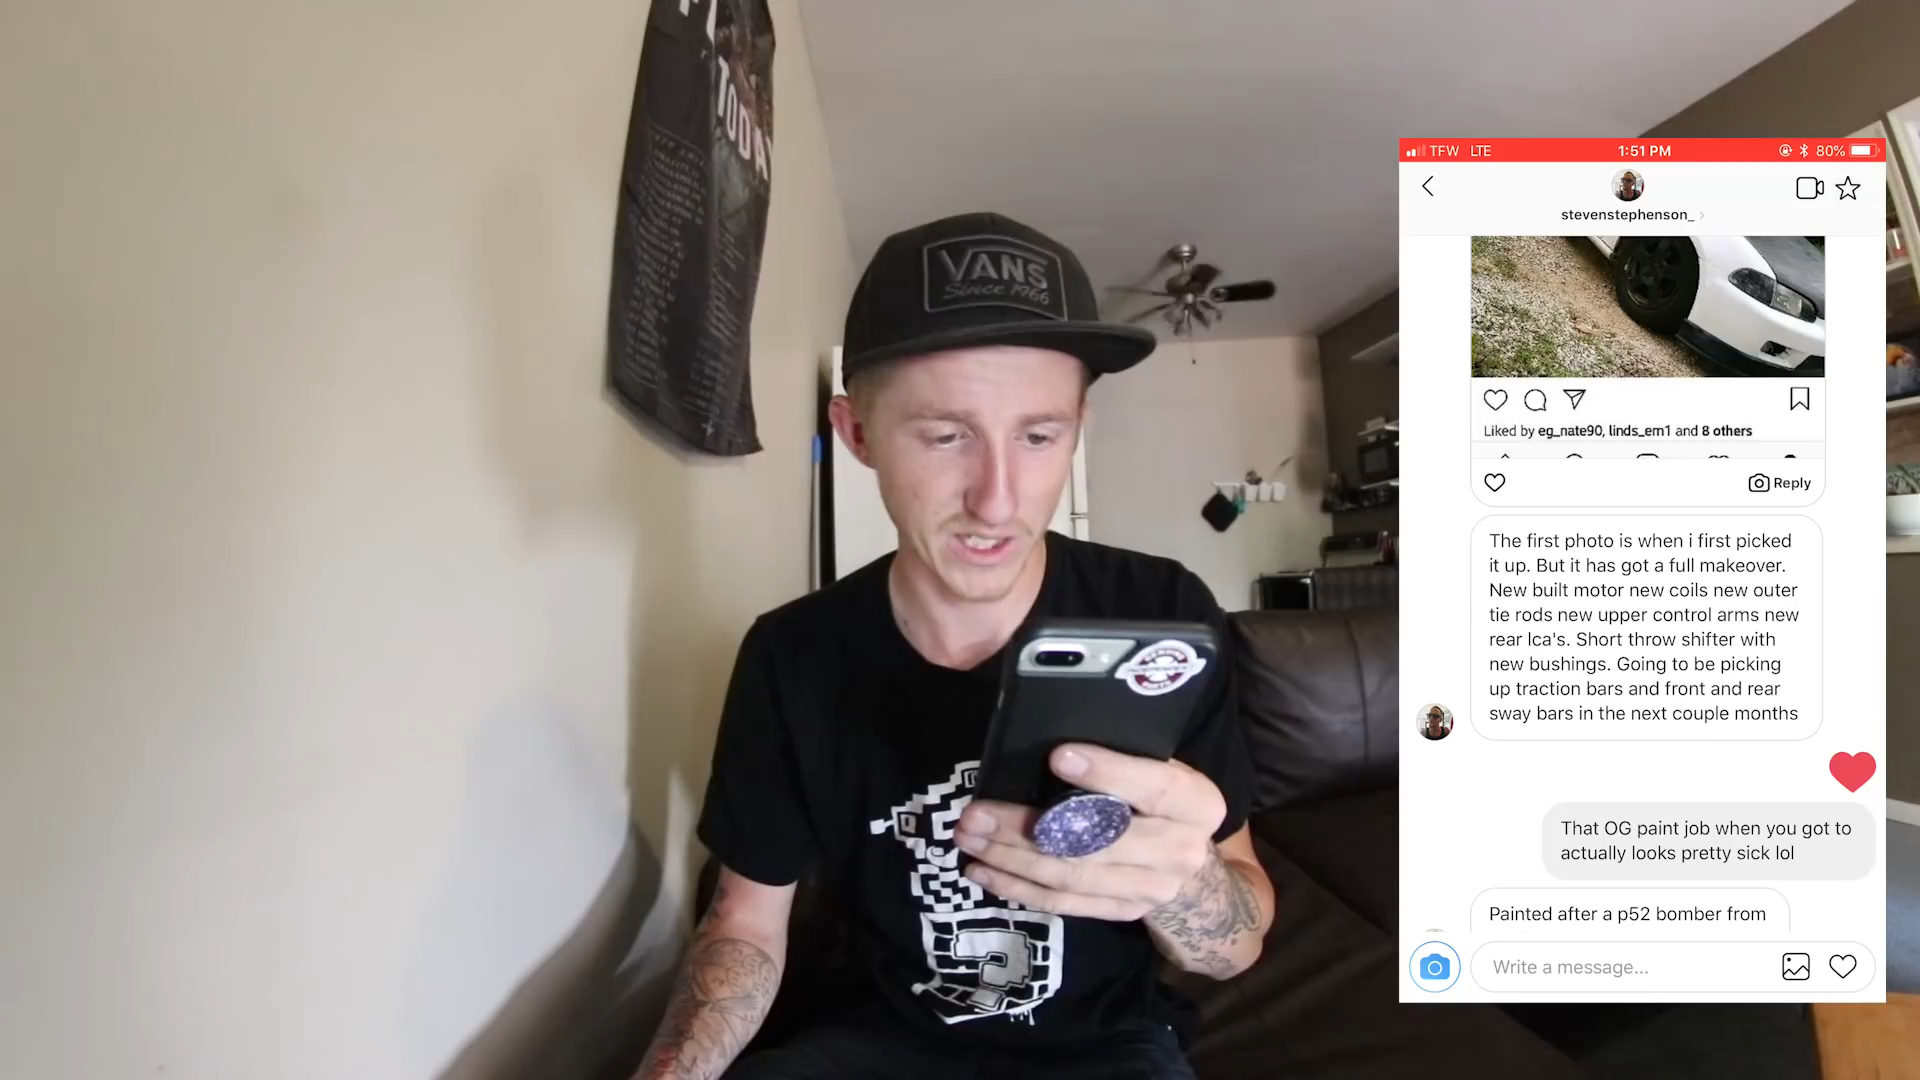 TODAY
VANS
Since 1966
TFW LTE
1:51 PM
80%
stevenstephenson_
Liked by eg_nate90, linds_em1 and 8 others
Reply
The first photo is when i first picked
it up. But it has got a full makeover.
New built motor new coils new outer
tie rods new upper control arms new
rear lca's. Short throw shifter with
new bushings. Going to be picking
up traction bars and front and rear
sway bars in the next couple months
That OG paint job when you got to
actually looks pretty sick lol
Painted after a p52 bomber from
Write a message...